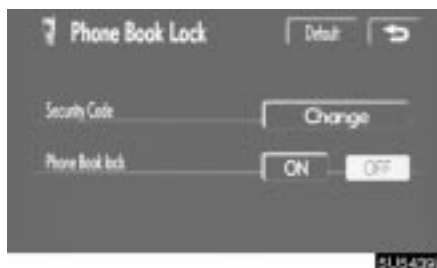 Phone Book Lock Default
Security Code Change
Phone Book lock ON OFF
5U5439